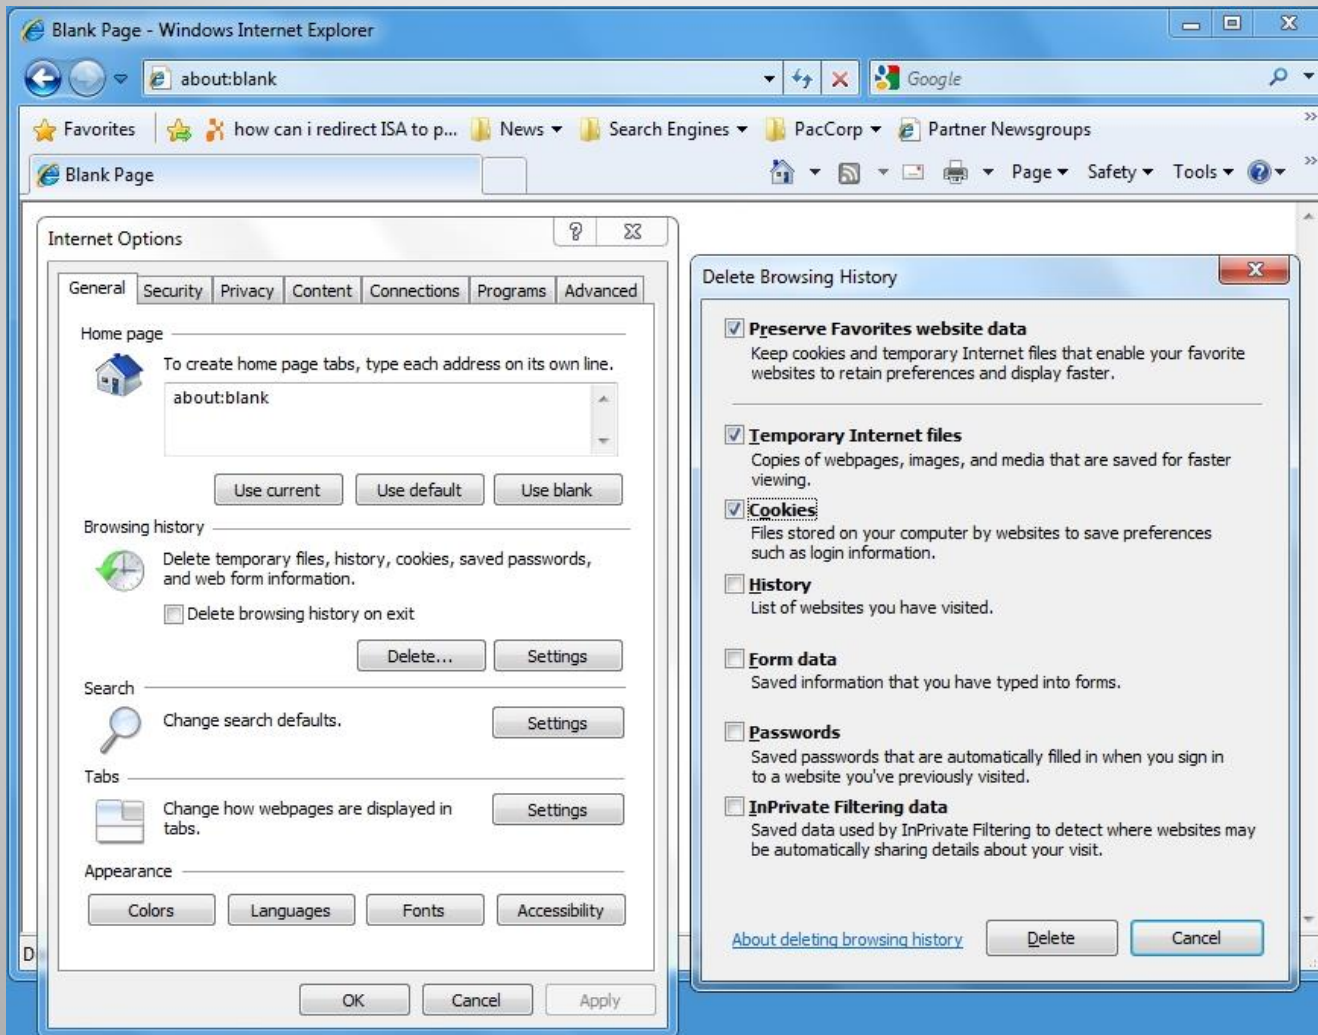 Blank Page - Windows Internet Explorer
about:blank
Google
Favorites
how can i redirect ISA to p...
News
Search Engines
PacCorp
Partner Newsgroups
Blank Page
Page
Safety
Tools
Internet Options
General
Security
Privacy
Content
Connections
Programs
Advanced
Home page
To create home page tabs, type each address on its own line.
about:blank
Use current
Use default
Use blank
Browsing history
Delete temporary files, history, cookies, saved passwords,
and web form information.
Delete browsing history on exit
Delete...
Settings
Search
Change search defaults.
Settings
Tabs
Change how webpages are displayed in
tabs.
Settings
Appearance
Colors
Languages
Fonts
Accessibility
OK
Cancel
Apply
Delete Browsing History
Preserve Favorites website data
Keep cookies and temporary Internet files that enable your favorite
websites to retain preferences and display faster.
Temporary Internet files
Copies of webpages, images, and media that are saved for faster
viewing.
Cookies
Files stored on your computer by websites to save preferences
such as login information.
History
List of websites you have visited.
Form data
Saved information that you have typed into forms.
Passwords
Saved passwords that are automatically filled in when you sign in
to a website you've previously visited.
InPrivate Filtering data
Saved data used by InPrivate Filtering to detect where websites may
be automatically sharing details about your visit.
About deleting browsing history
Delete
Cancel